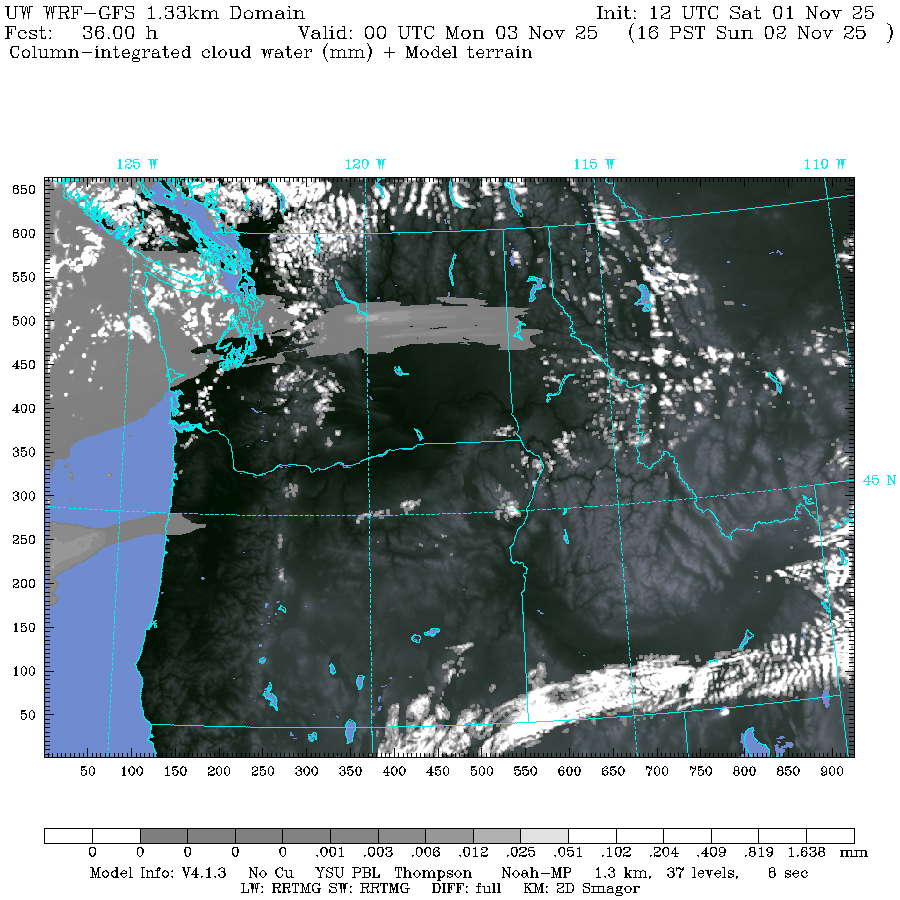 UW WRF-GFS 1.33km Domain Init: 12 UTC Sat 01 Nov 25
Fcst: 36.00 h Valid: 00 UTC Mon 03 Nov 25 (16 PST Sun 02 Nov 25 )
Column-integrated cloud water (mm) + Model terrain
125 W 120 W 115 W 110 W
650
600
550
500
450
400
350
45 N
300
250
200
150
100
50
50 100 150 200 250 300 350 400 450 500 550 600 650 700 750 800 850 900
0 0 0 0 .001 .003 .006 .012 .025 .051 .102 .204 .409 .819 1.638 mm
Model Info: V4.1.3 No Cu YSU PBL Thompson Noah-MP 1.3 km, 37 levels, 8 sec
LW: RRTMG SW: RRTMG DIFF: full KM: 2D Smagor